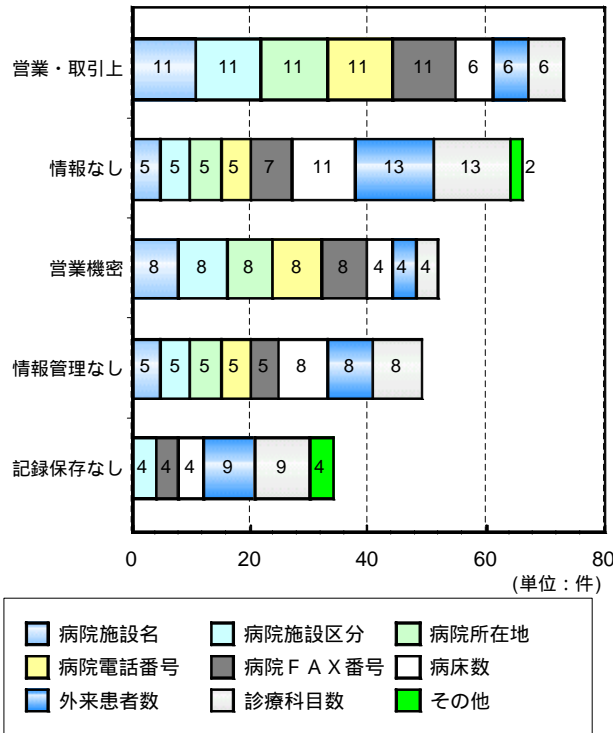 営業・取引上 11 11 11 11 11 6 6 6
情報なし 5 5 5 5 7 11 13 13 2
営業機密 8 8 8 8 8 4 4 4
情報管理なし 5 5 5 5 5 8 8 8
記録保存なし 4 4 4 9 9 4
0 20 40 60 80
(単位：件)
病院施設名 病院施設区分 病院所在地
病院電話番号 病院ＦＡＸ番号 病床数
外来患者数 診療科目数 その他